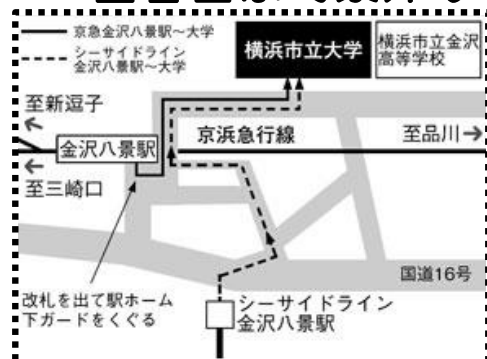 京急金沢八景駅～大学
シーサイドライン
金沢八景駅～大学
横浜市立大学
横浜市立金沢
高等学校
至新逗子
金沢八景駅
京浜急行線
至品川→
至三崎口
国道16号
改札を出て駅ホーム
下ガードをくぐる
シーサイドライン
金沢八景駅